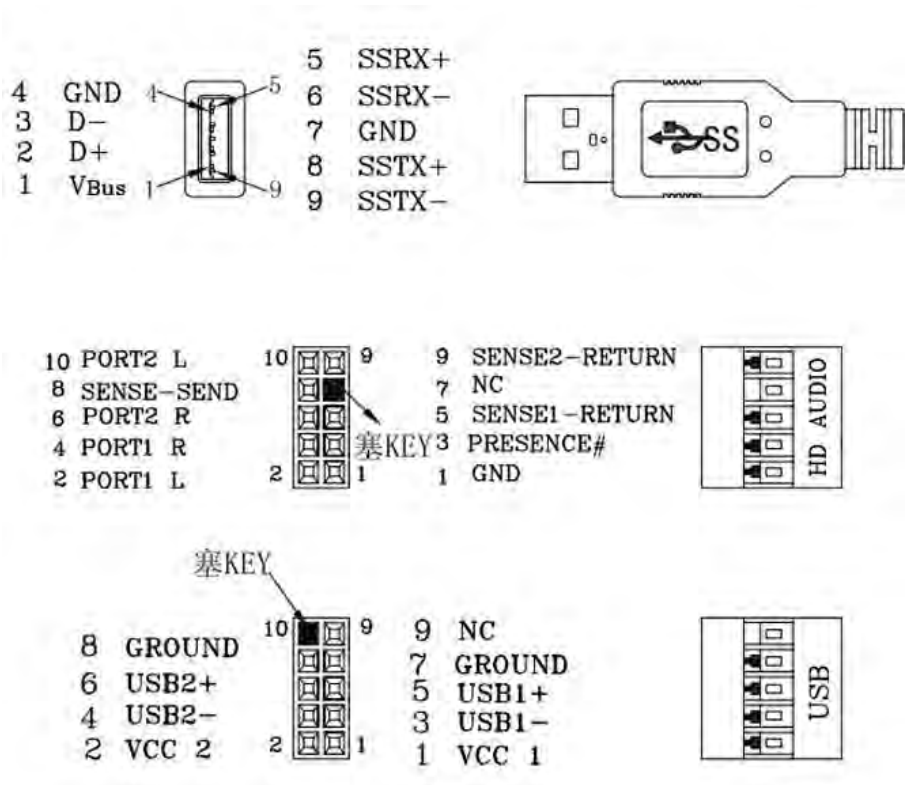 5 SSRX+
4 GND 4 5 6 SSRX-
3 D- 7 GND
2 D+ 8 SSTX+
1 VBus 1 9 9 SSTX-
SS
10 PORT2 L 10 9 9 SENSE2-RETURN
8 SENSE-SEND 7 NC
6 PORT2 R 5 SENSE1-RETURN
4 PORT1 R 塞KEY 3 PRESENCE#
2 PORT1 L 2 1 1 GND
HD AUDIO
塞KEY
10 9 9 NC
8 GROUND 7 GROUND
6 USB2+ 5 USB1+
4 USB2- 3 USB1-
2 VCC 2 2 1 1 VCC 1
USB